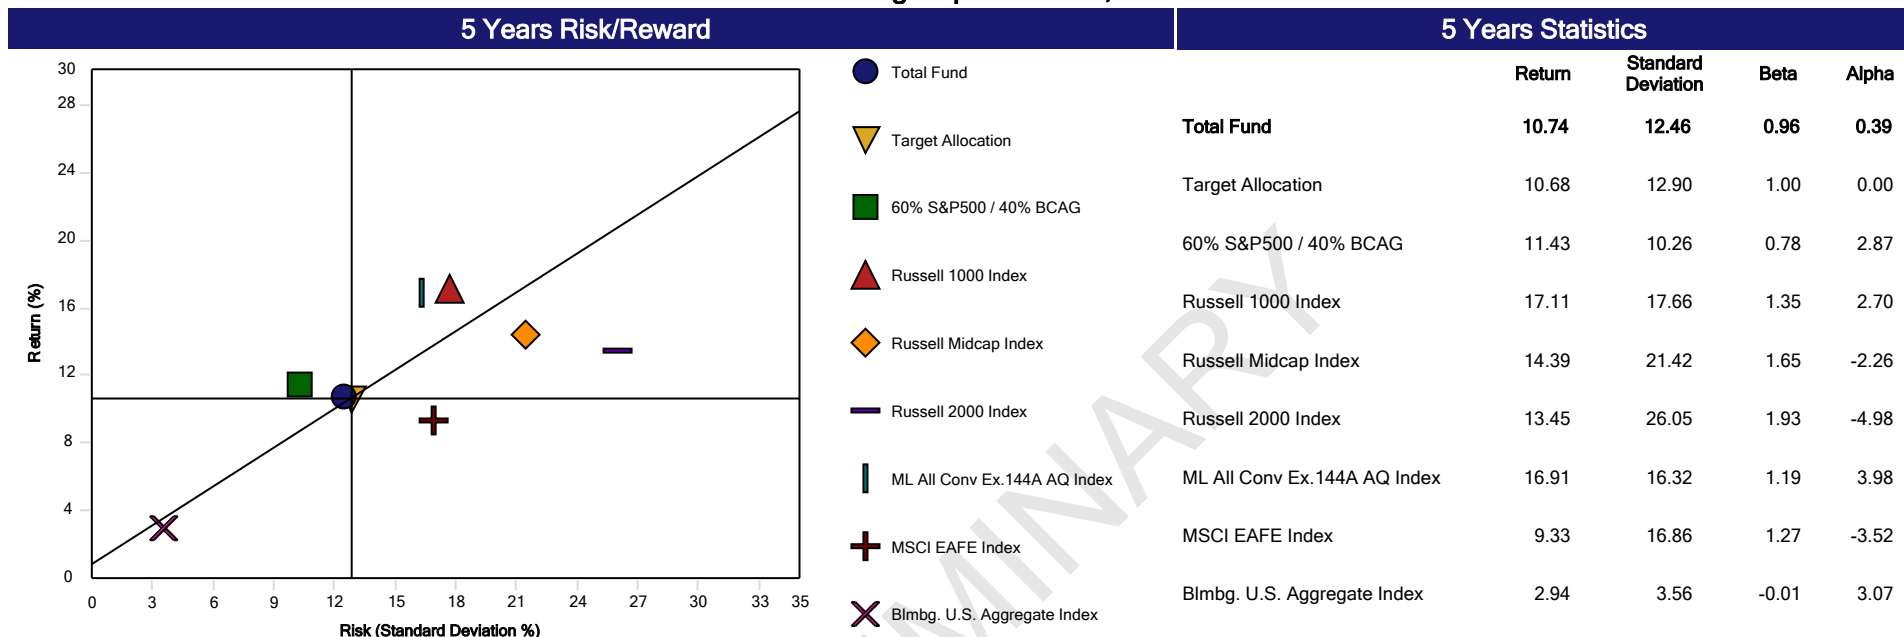 5 Years Risk/Reward
5 Years Statistics
30
28
24
20
16
12
8
4
0
Return (%)
0 3 6 9 12 15 18 21 24 27 30 33 35
Risk (Standard Deviation %)
Total Fund
Target Allocation
60% S&P500 / 40% BCAG
Russell 1000 Index
Russell Midcap Index
Russell 2000 Index
ML All Conv Ex.144A AQ Index
MSCI EAFE Index
Blmbg. U.S. Aggregate Index
Return Standard Deviation Beta Alpha
Total Fund 10.74 12.46 0.96 0.39
Target Allocation 10.68 12.90 1.00 0.00
60% S&P500 / 40% BCAG 11.43 10.26 0.78 2.87
Russell 1000 Index 17.11 17.66 1.35 2.70
Russell Midcap Index 14.39 21.42 1.65 -2.26
Russell 2000 Index 13.45 26.05 1.93 -4.98
ML All Conv Ex.144A AQ Index 16.91 16.32 1.19 3.98
MSCI EAFE Index 9.33 16.86 1.27 -3.52
Blmbg. U.S. Aggregate Index 2.94 3.56 -0.01 3.07
MINARY